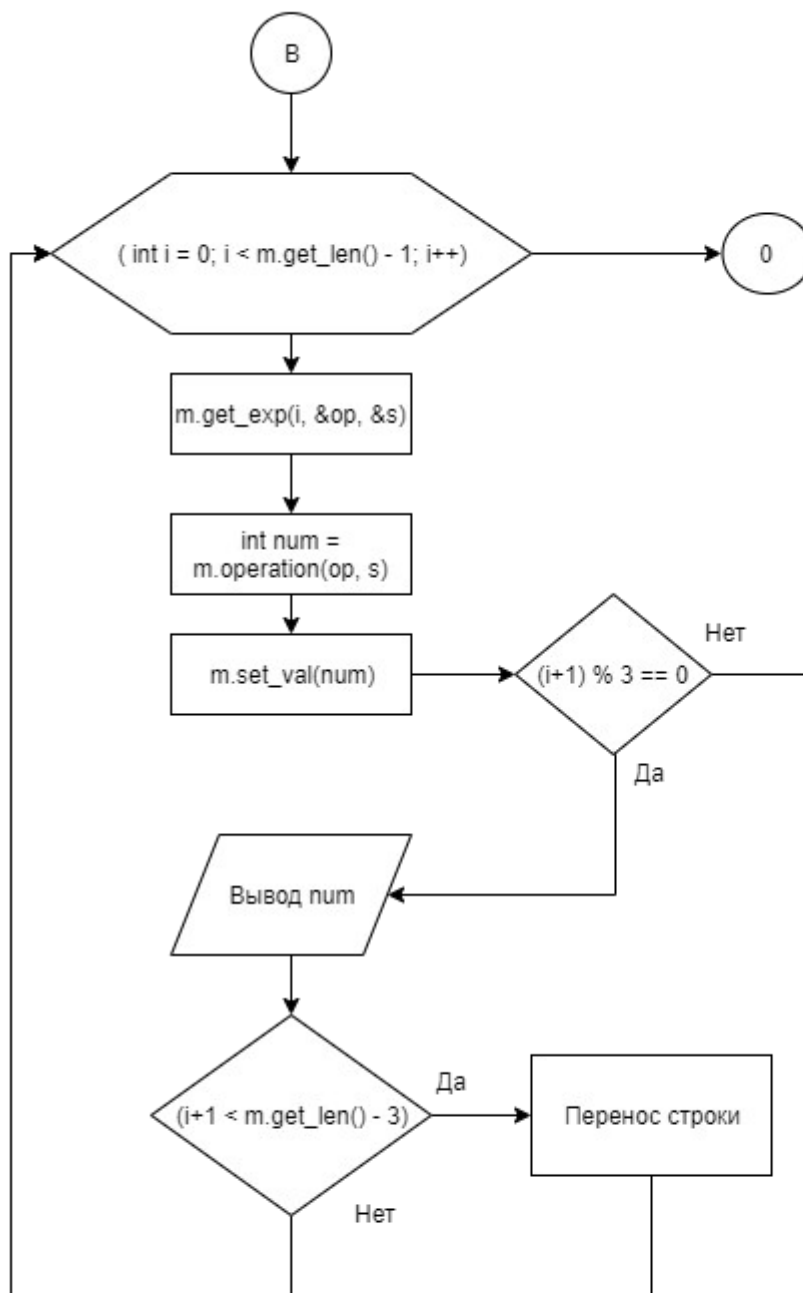 B
( int i = 0; i < m.get_len() - 1; i++)
0
m.get_exp(i, &op, &s)
int num =
m.operation(op, s)
m.set_val(num)
(i+1) % 3 == 0
Нет
Да
Вывод num
(i+1 < m.get_len() - 3)
Да
Перенос строки
Нет